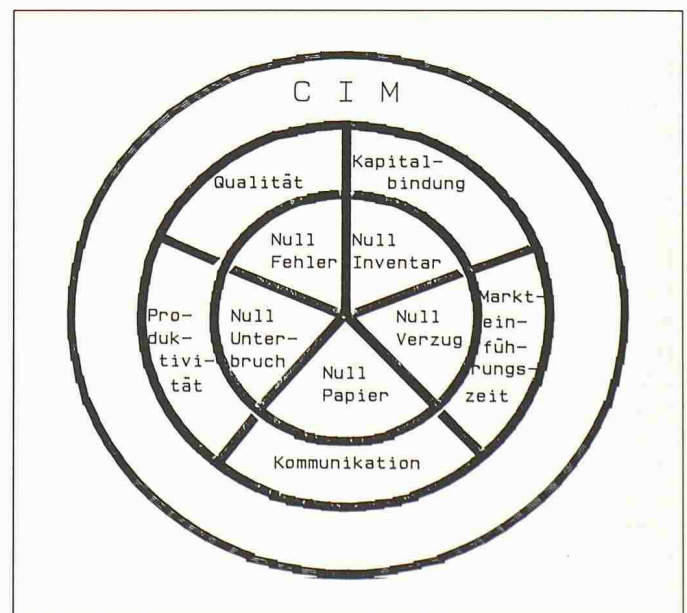 C I M
Qualität
Kapital-
bindung
Null
Fehler
Null
Inventar
Pro-
duk-
tivi-
tät
Null
Unter-
bruch
Null
Verzug
Markt-
ein-
füh-
rungs-
zeit
Null
Papier
Kommunikation